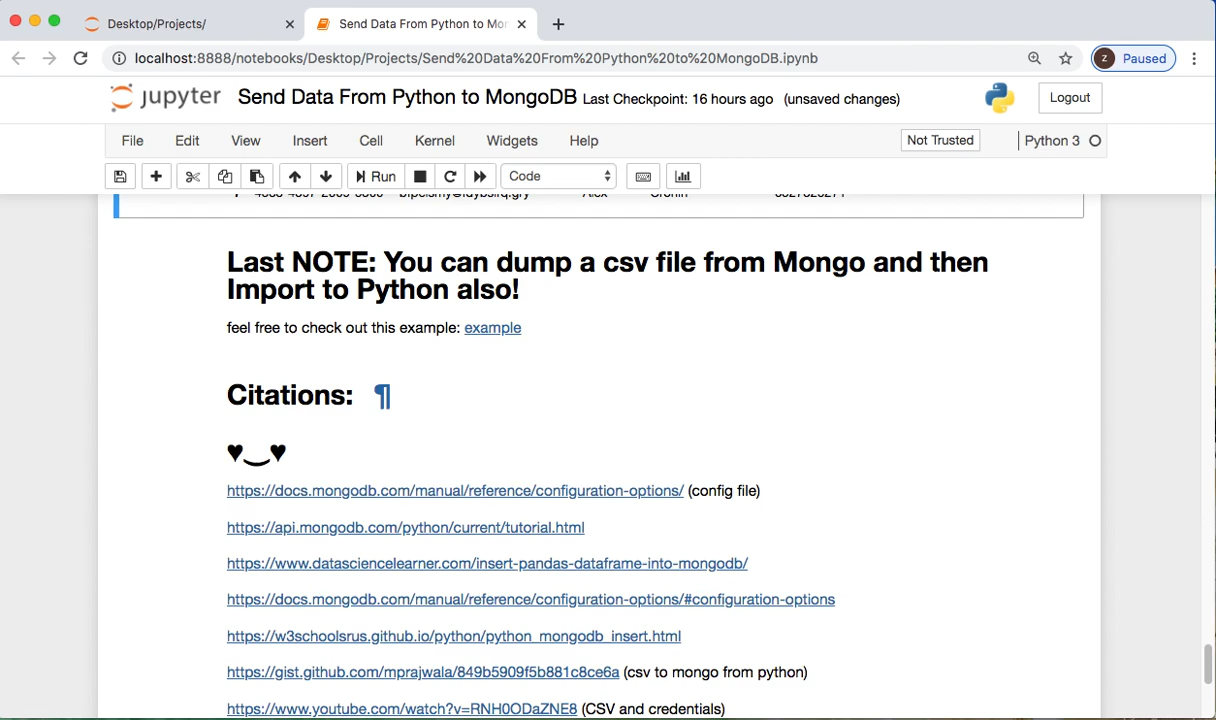 Desktop/Projects/
Send Data From Python to Mon
localhost:8888/notebooks/Desktop/Projects/Send%20Data%20From%20Python%20to%20MongoDB.ipynb
Z Paused
jupyter Send Data From Python to MongoDB Last Checkpoint: 16 hours ago (unsaved changes)
Logout
File Edit View Insert Cell Kernel Widgets Help
Not Trusted Python 3
Run Code
Last NOTE: You can dump a csv file from Mongo and then
Import to Python also!
feel free to check out this example: example
Citations: ¶
♥‿♥
https://docs.mongodb.com/manual/reference/configuration-options/ (config file)
https://api.mongodb.com/python/current/tutorial.html
https://www.datasciencelearner.com/insert-pandas-dataframe-into-mongodb/
https://docs.mongodb.com/manual/reference/configuration-options/#configuration-options
https://w3schoolsrus.github.io/python/python_mongodb_insert.html
https://gist.github.com/mprajwala/849b5909f5b881c8ce6a (csv to mongo from python)
https://www.youtube.com/watch?v=RNH0ODaZNE8 (CSV and credentials)